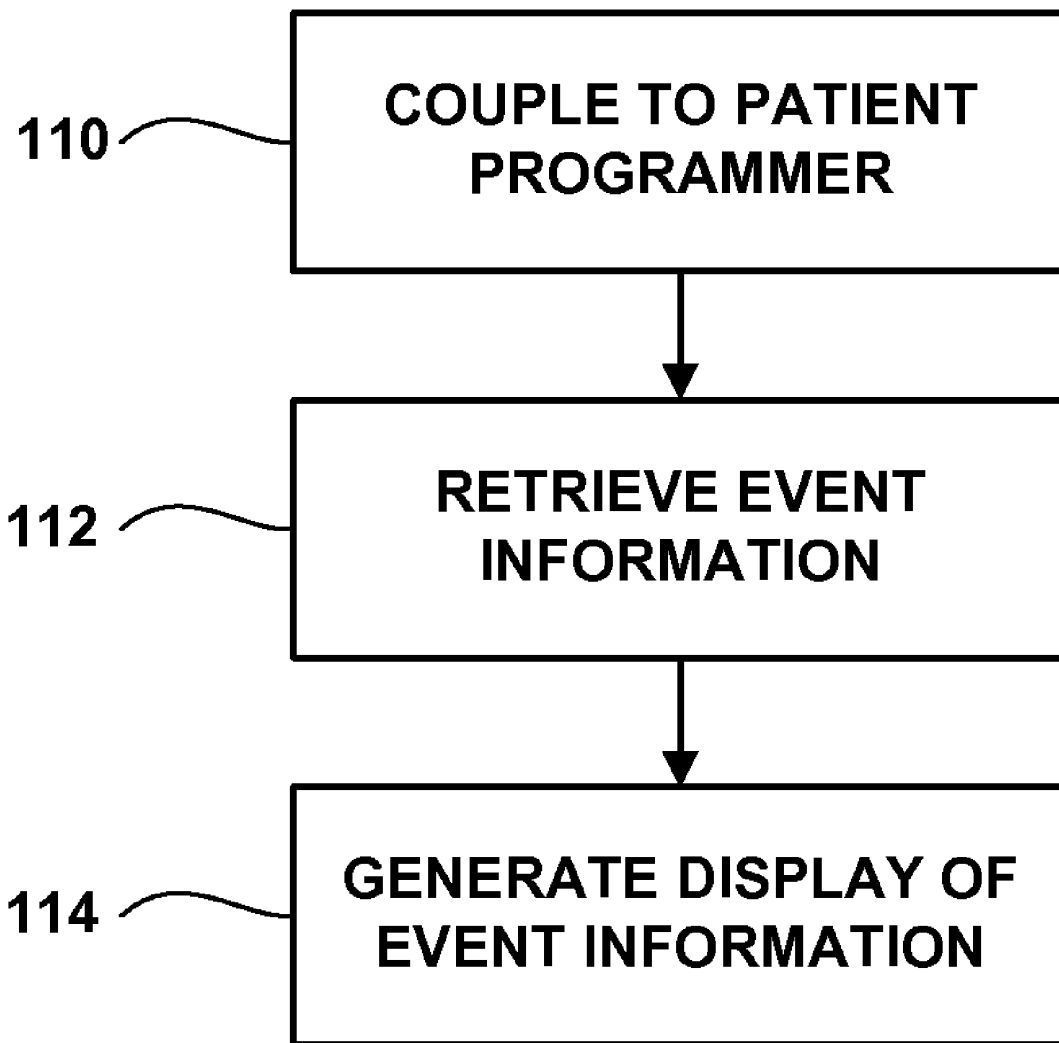 110
COUPLE TO PATIENT
PROGRAMMER
112
RETRIEVE EVENT
INFORMATION
114
GENERATE DISPLAY OF
EVENT INFORMATION